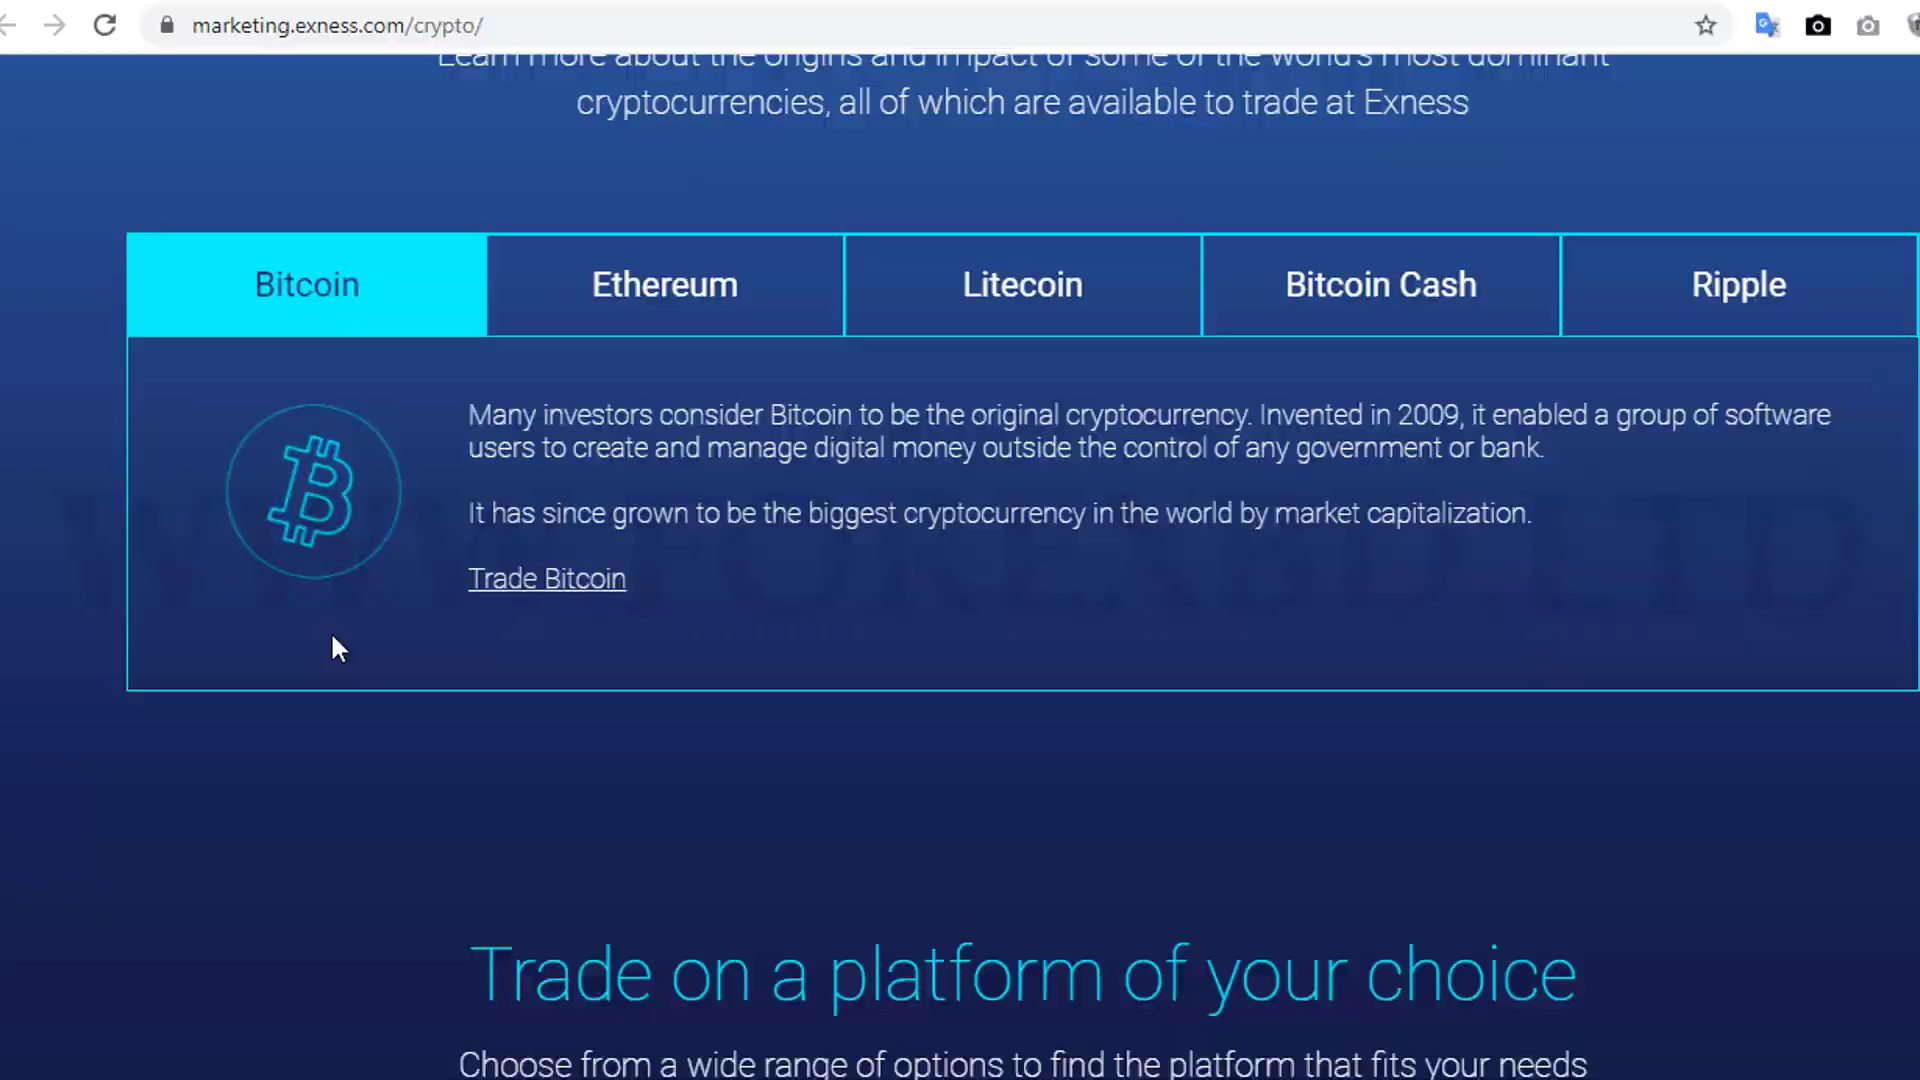 marketing.exness.com/crypto/
Learn more about the origins and impact of some of the world's most dominant
cryptocurrencies, all of which are available to trade at Exness
Bitcoin
Ethereum
Litecoin
Bitcoin Cash
Ripple
Many investors consider Bitcoin to be the original cryptocurrency. Invented in 2009, it enabled a group of software
users to create and manage digital money outside the control of any government or bank.
It has since grown to be the biggest cryptocurrency in the world by market capitalization.
Trade Bitcoin
WWW.FOREXBD.LTD
Trade on a platform of your choice
Choose from a wide range of options to find the platform that fits your needs